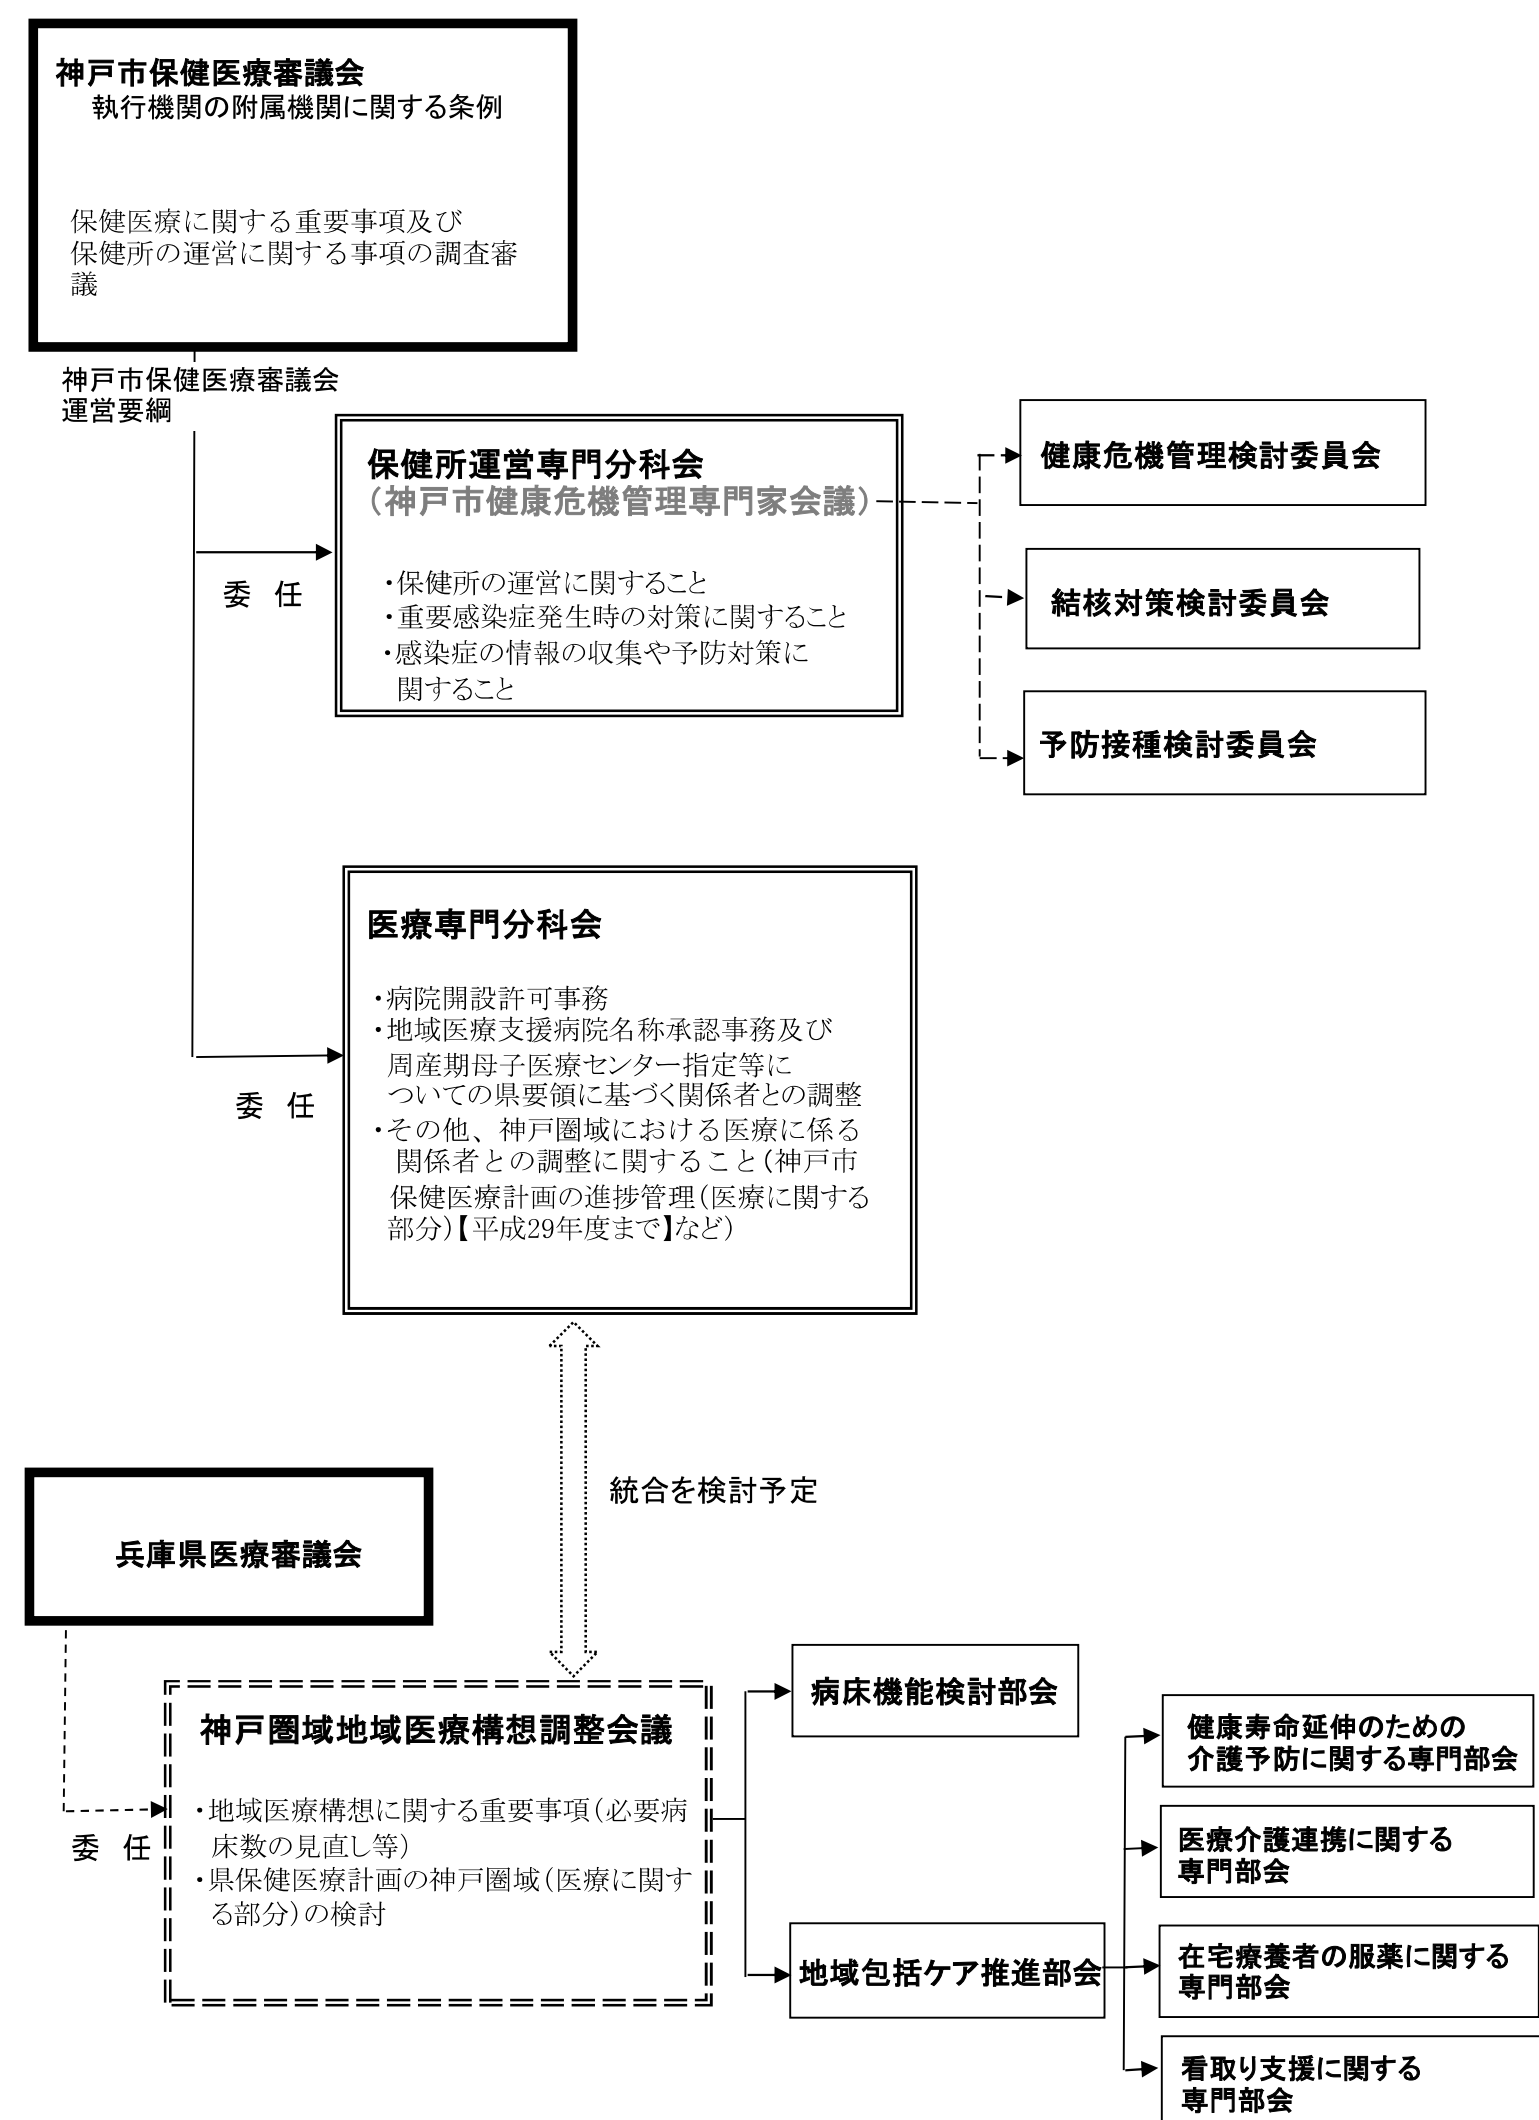 神戸市保健医療審議会
執行機関の附属機関に関する条例
保健医療に関する重要事項及び
保健所の運営に関する事項の調査審
議
神戸市保健医療審議会
運営要綱
保健所運営専門分科会
（神戸市健康危機管理専門家会議）
・保健所の運営に関すること
・重要感染症発生時の対策に関すること
・感染症の情報の収集や予防対策に
関すること
委 任
健康危機管理検討委員会
結核対策検討委員会
予防接種検討委員会
医療専門分科会
・病院開設許可事務
・地域医療支援病院名称承認事務及び
周産期母子医療センター指定等に
ついての県要領に基づく関係者との調整
・その他、神戸圏域における医療に係る
関係者との調整に関すること（神戸市
保健医療計画の進捗管理（医療に関する
部分）【平成29年度まで】など）
委 任
統合を検討予定
兵庫県医療審議会
委 任
神戸圏域地域医療構想調整会議
・地域医療構想に関する重要事項（必要病
床数の見直し等）
・県保健医療計画の神戸圏域（医療に関す
る部分）の検討
病床機能検討部会
地域包括ケア推進部会
健康寿命延伸のための
介護予防に関する専門部会
医療介護連携に関する
専門部会
在宅療養者の服薬に関する
専門部会
看取り支援に関する
専門部会